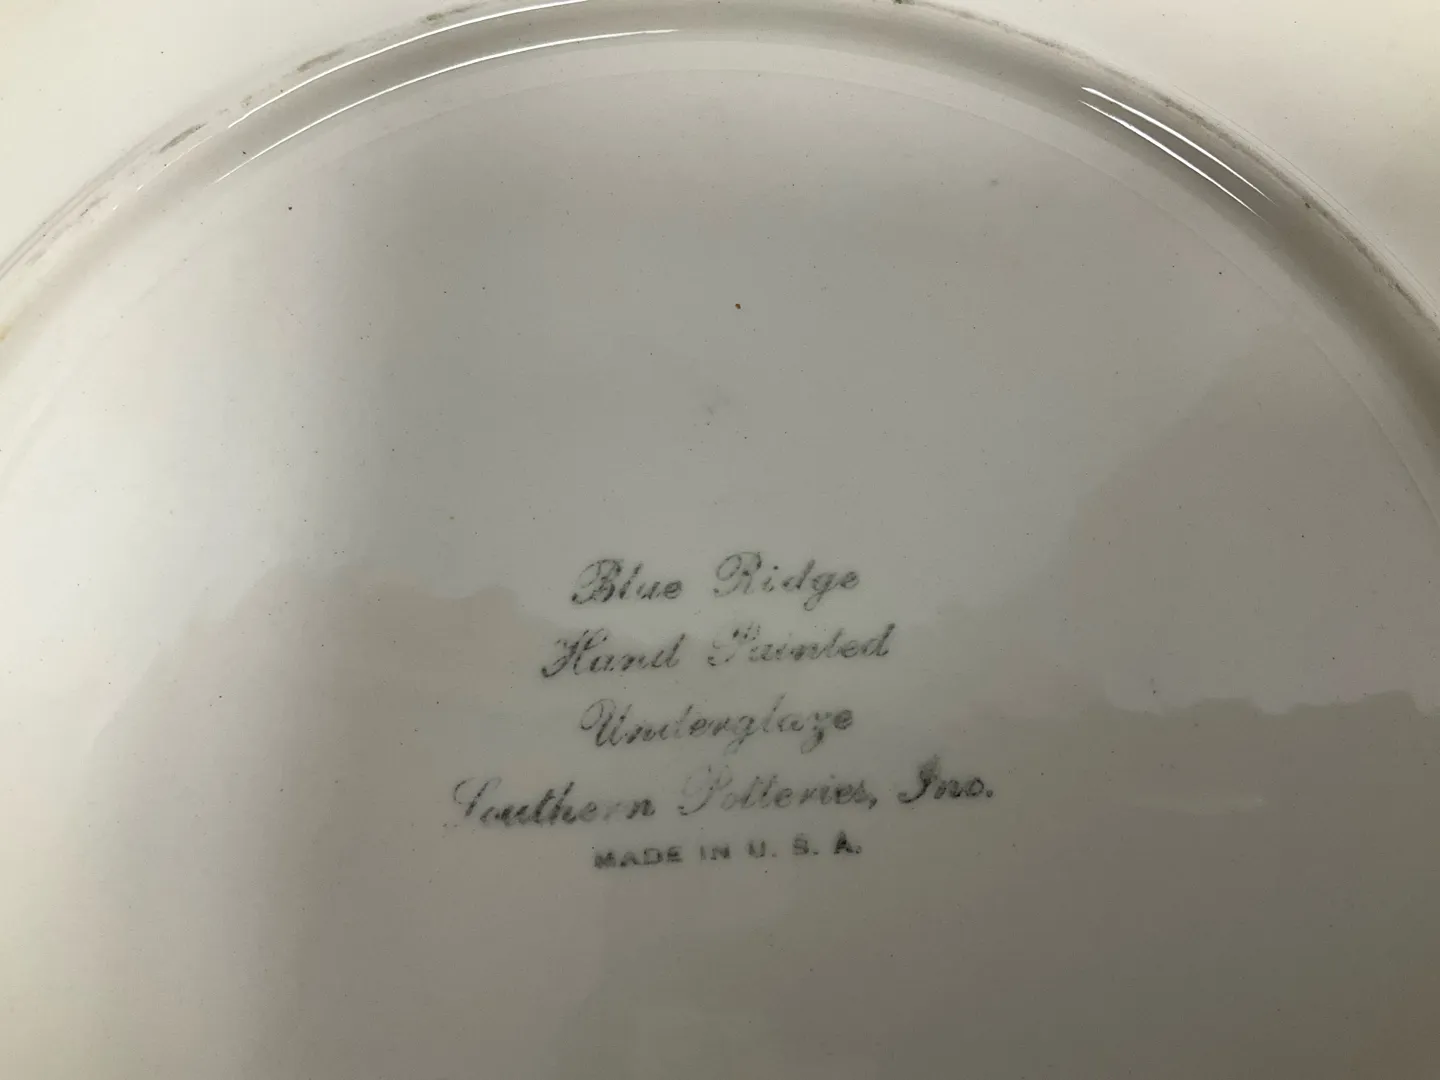 Blue Ridge
Hand Painted
Underglaze
Southern Potteries, Inc.
MADE IN U. S. A.